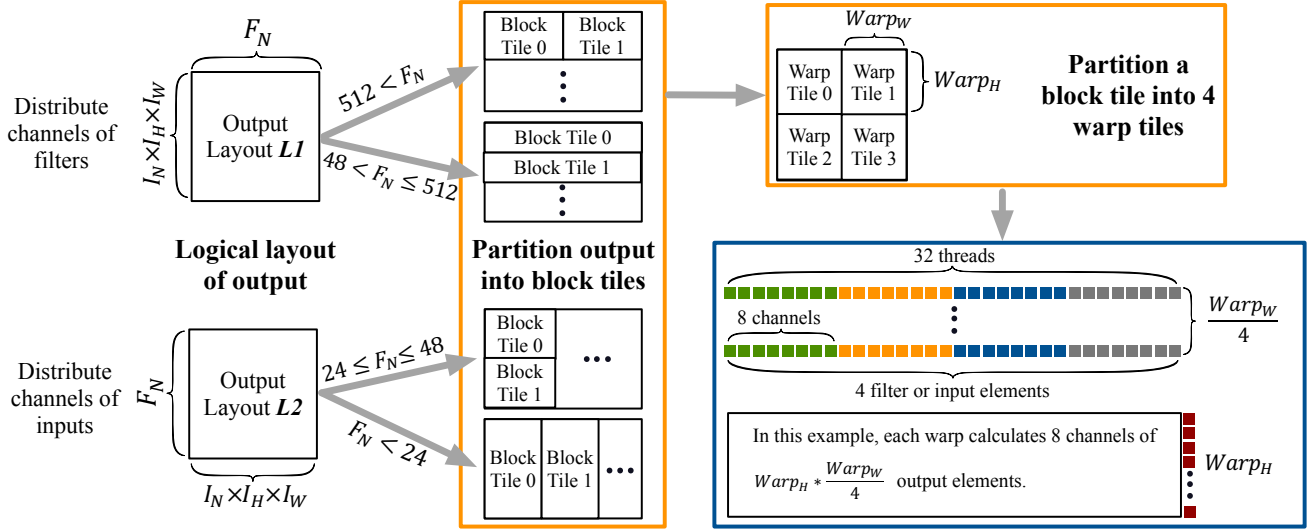 Distribute
channels of
filters
F_N
I_N×I_H×I_W
Output
Layout L1
512 < F_N
48 < F_N ≤ 512
Logical layout
of output
Distribute
channels of
inputs
F_N
Output
Layout L2
I_N×I_H×I_W
24 ≤ F_N ≤ 48
F_N < 24
Block
Tile 0
Block
Tile 1
Block Tile 0
Block Tile 1
Partition output
into block tiles
Block
Tile 0
Block
Tile 1
Block
Tile 0
Block
Tile 1
Warp_W
Warp
Tile 0
Warp
Tile 1
Warp_H
Warp
Tile 2
Warp
Tile 3
Partition a
block tile into 4
warp tiles
32 threads
8 channels
Warp_W/4
4 filter or input elements
In this example, each warp calculates 8 channels of
Warp_H * Warp_W/4 output elements.
Warp_H